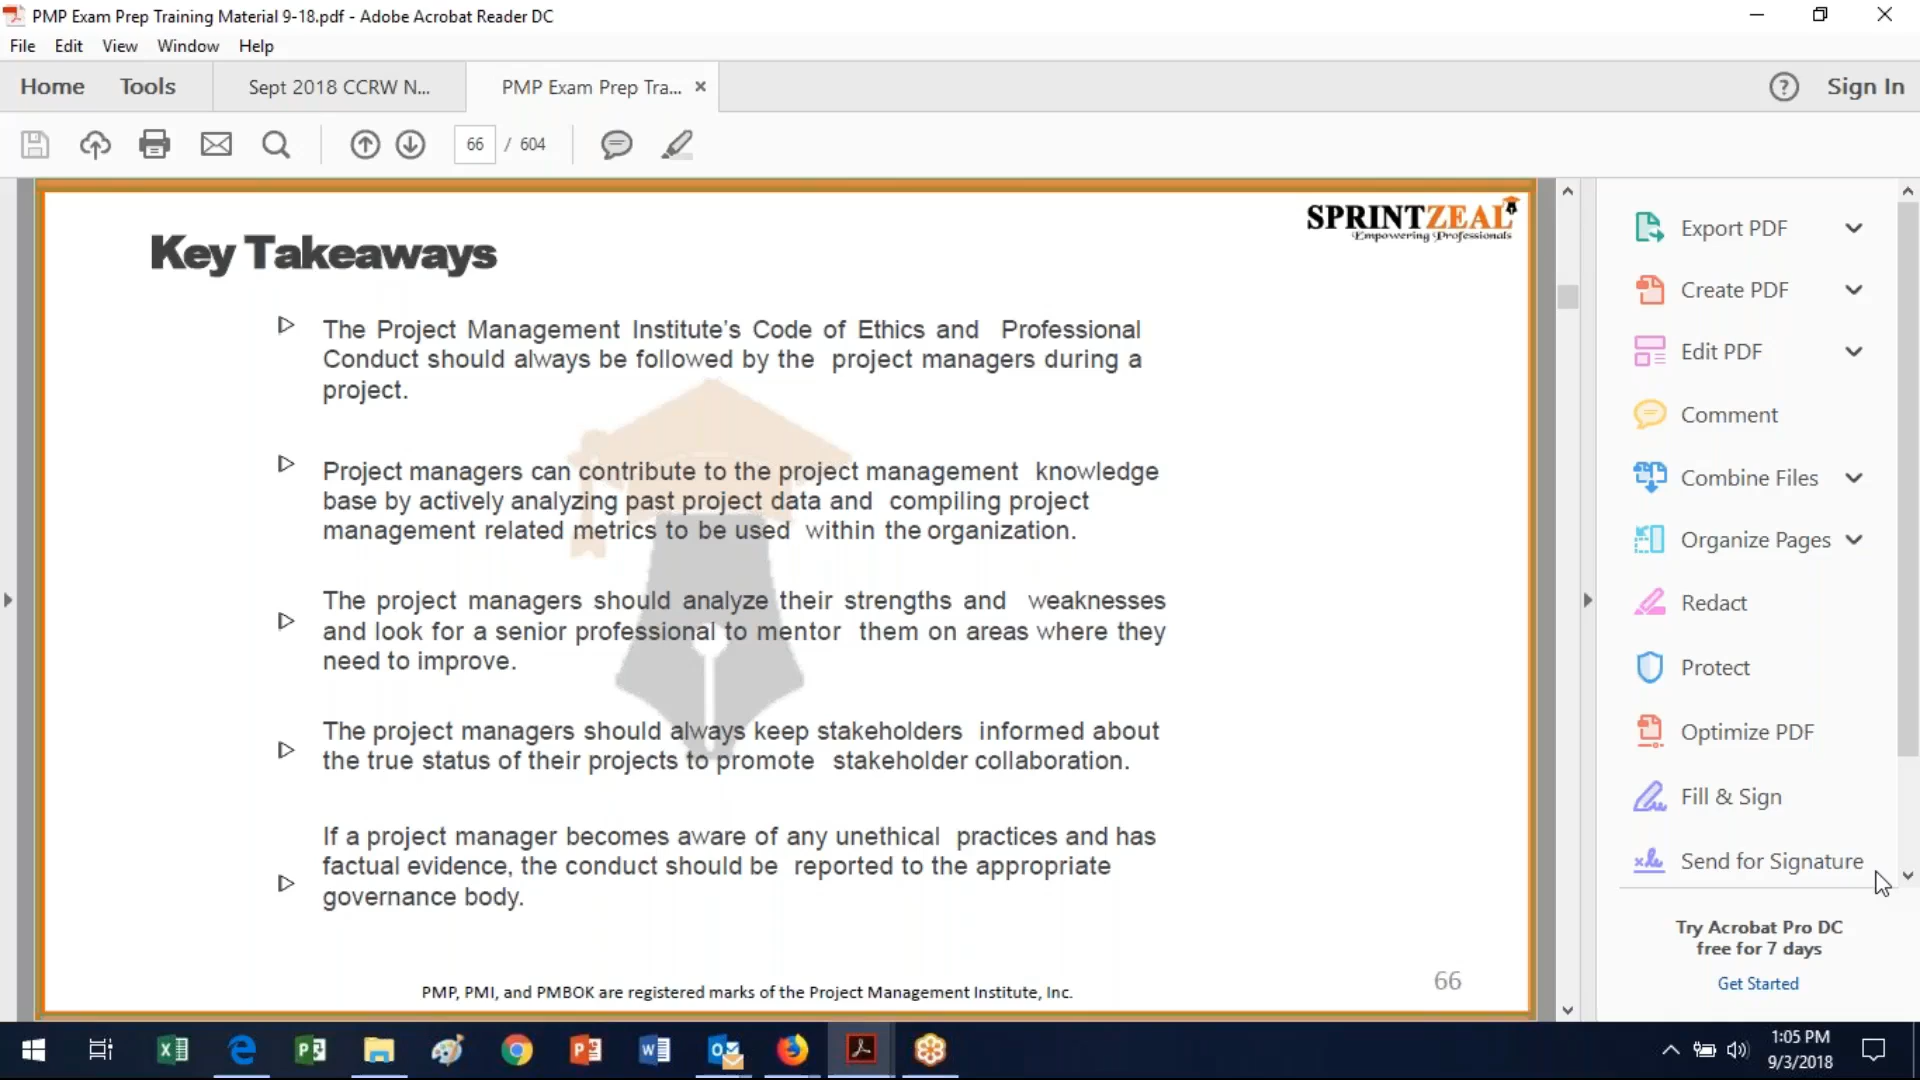 PMP Exam Prep Training Material 9-18.pdf - Adobe Acrobat Reader DC
File Edit View Window Help
Home Tools Sept 2018 CCRW N... PMP Exam Prep Tra... × ? Sign In
66 / 604
SPRINTZEAL
Empowering Professionals
Key Takeaways
The Project Management Institute's Code of Ethics and Professional
Conduct should always be followed by the project managers during a
project.
Project managers can contribute to the project management knowledge
base by actively analyzing past project data and compiling project
management related metrics to be used within the organization.
The project managers should analyze their strengths and weaknesses
and look for a senior professional to mentor them on areas where they
need to improve.
The project managers should always keep stakeholders informed about
the true status of their projects to promote stakeholder collaboration.
If a project manager becomes aware of any unethical practices and has
factual evidence, the conduct should be reported to the appropriate
governance body.
PMP, PMI, and PMBOK are registered marks of the Project Management Institute, Inc.
66
Export PDF
Create PDF
Edit PDF
Comment
Combine Files
Organize Pages
Redact
Protect
Optimize PDF
Fill & Sign
Send for Signature
Try Acrobat Pro DC
free for 7 days
Get Started
1:05 PM
9/3/2018